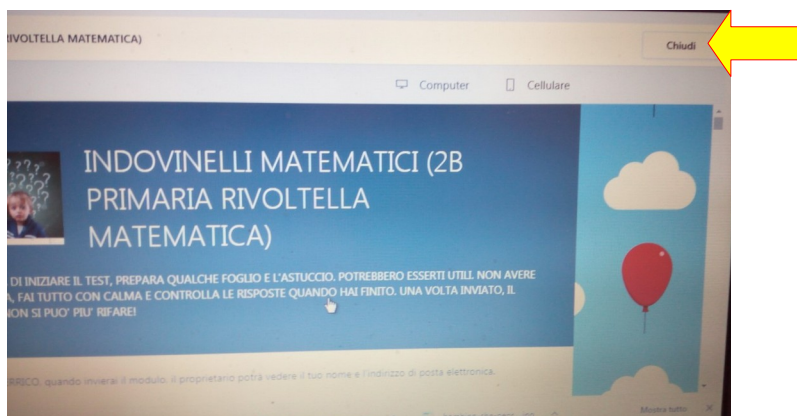 RIVOLTELLA MATEMATICA)
Chiudi
Computer
Cellulare
INDOVINELLI MATEMATICI (2B
PRIMARIA RIVOLTELLA
MATEMATICA)
DI INIZIARE IL TEST, PREPARA QUALCHE FOGLIO E L'ASTUCCIO. POTREBBERO ESSERTI UTILI. NON AVERE
FAI TUTTO CON CALMA E CONTROLLA LE RISPOSTE QUANDO HAI FINITO. UNA VOLTA INVIATO, IL
NON SI PUO' PIU' RIFARE!
ERRICO, quando invierai il modulo, il proprietario potrà vedere il tuo nome e l'indirizzo di posta elettronica.
Mostra tutto